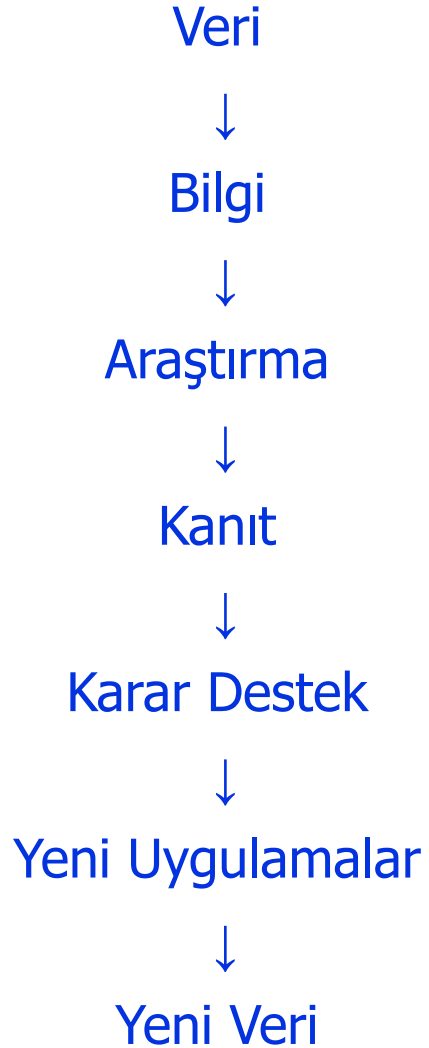 Veri
↓
Bilgi
↓
Araştırma
↓
Kanıt
↓
Karar Destek
↓
Yeni Uygulamalar
↓
Yeni Veri